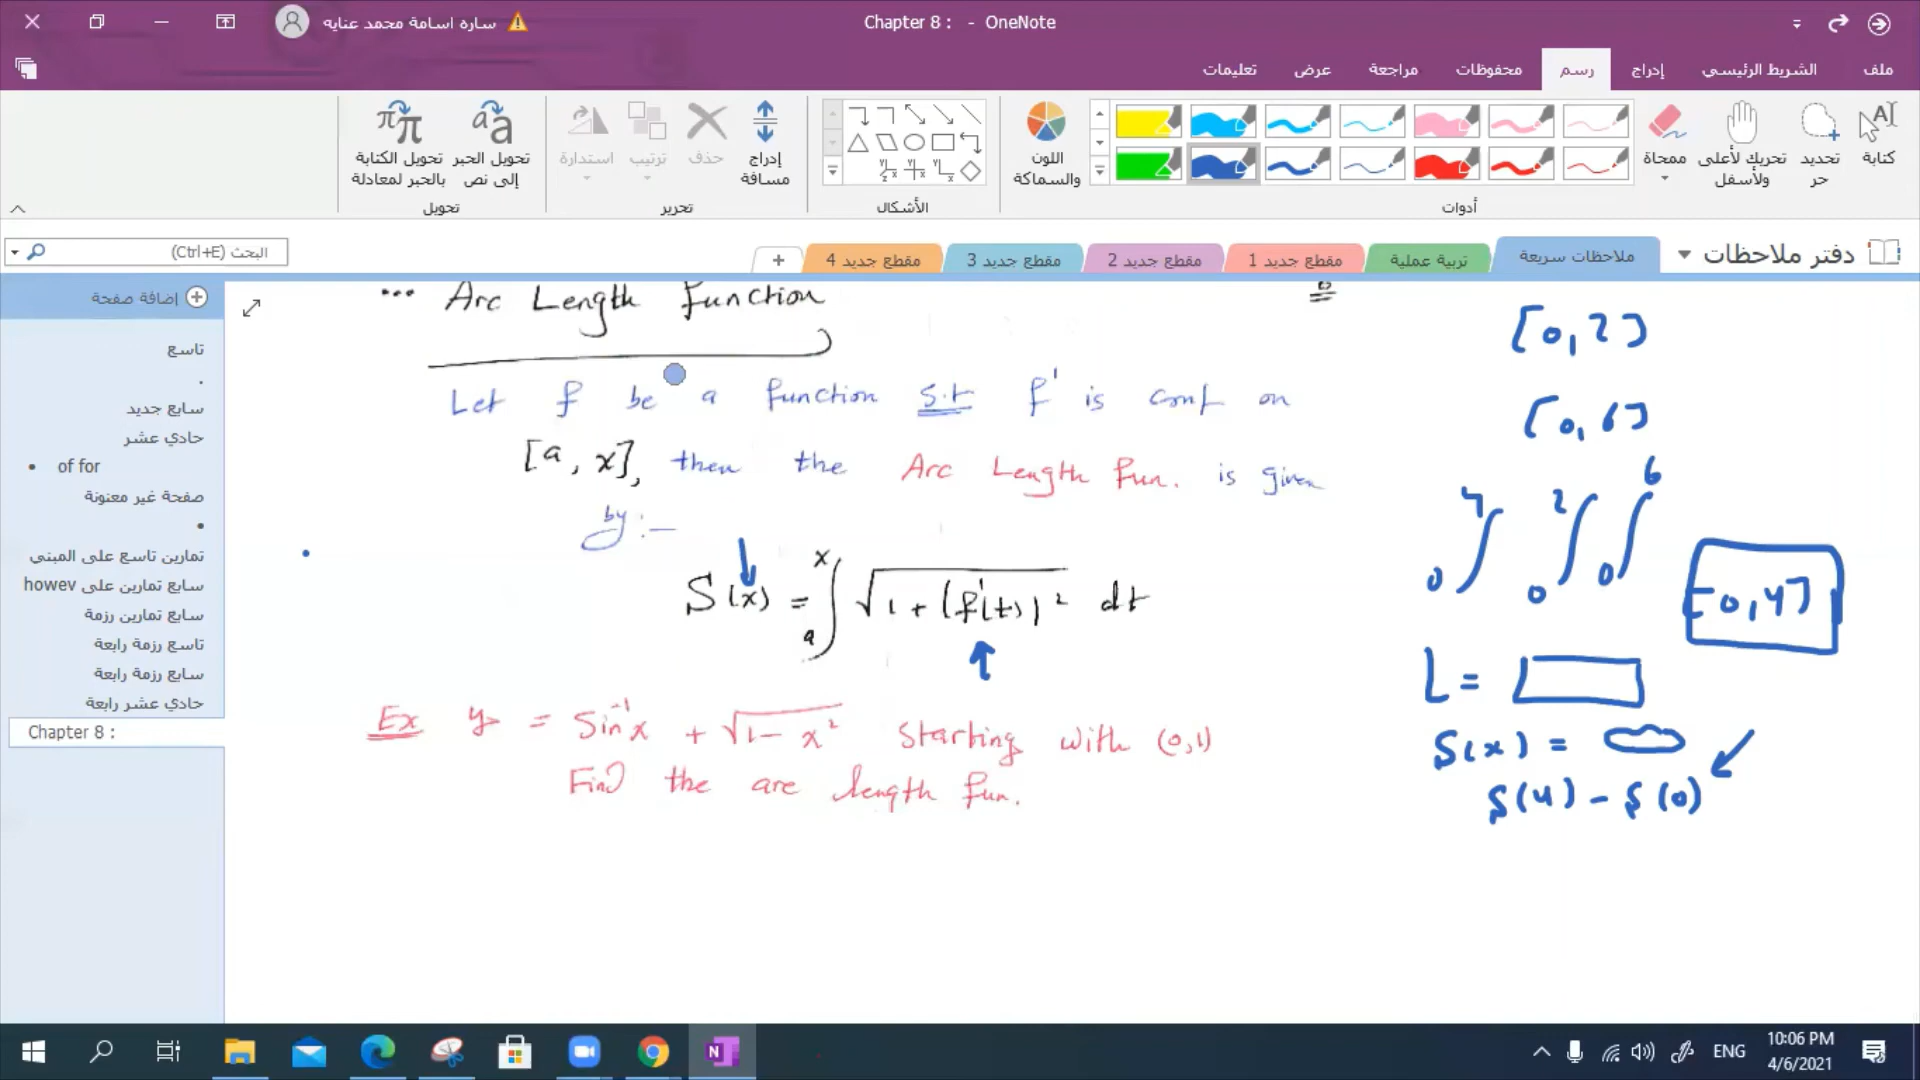 ساره اسامة محمد عنايه
Chapter 8 : - OneNote
ملف
الشريط الرئيسي
إدراج
رسم
محفوظات
مراجعة
عرض
تعليمات
كتابة
تحديد حر
تحريك لأعلى ولأسفل
ممحاة
أدوات
اللون والسماكة
الأشكال
إدراج مسافة
حذف
ترتيب
استدارة
تحرير
تحويل الحبر إلى نص
تحويل الكتابة بالحبر لمعادلة
تحويل
دفتر ملاحظات
ملاحظات سريعة
تربية عملية
مقطع جديد 1
مقطع جديد 2
مقطع جديد 3
مقطع جديد 4
+
البحث (Ctrl+E)
إضافة صفحة
تاسع
.
سابع جديد
حادي عشر
of for
صفحة غير معنونة
تمارين تاسع على المبني
سابع تمارين على howev
سابع تمارين رزمة
تاسع رزمة رابعة
سابع رزمة رابعة
حادي عشر رابعة
Chapter 8 :
... Arc Length Function
Let f be a function s.t f' is conf on
[a, x], then the Arc Length fun. is given
by :-
S(x) = ∫ₐˣ √1 + (f'(t))² dt
Ex y = Sin⁻¹x + √1 - x² Starting with (0,1)
Find the arc length fun.
[0,2]
[0,6]
∫₀⁴ ∫₀² ∫₀⁶
[0,4]
L =
S(x) =
S(4) - S(0)
ENG
10:06 PM
4/6/2021